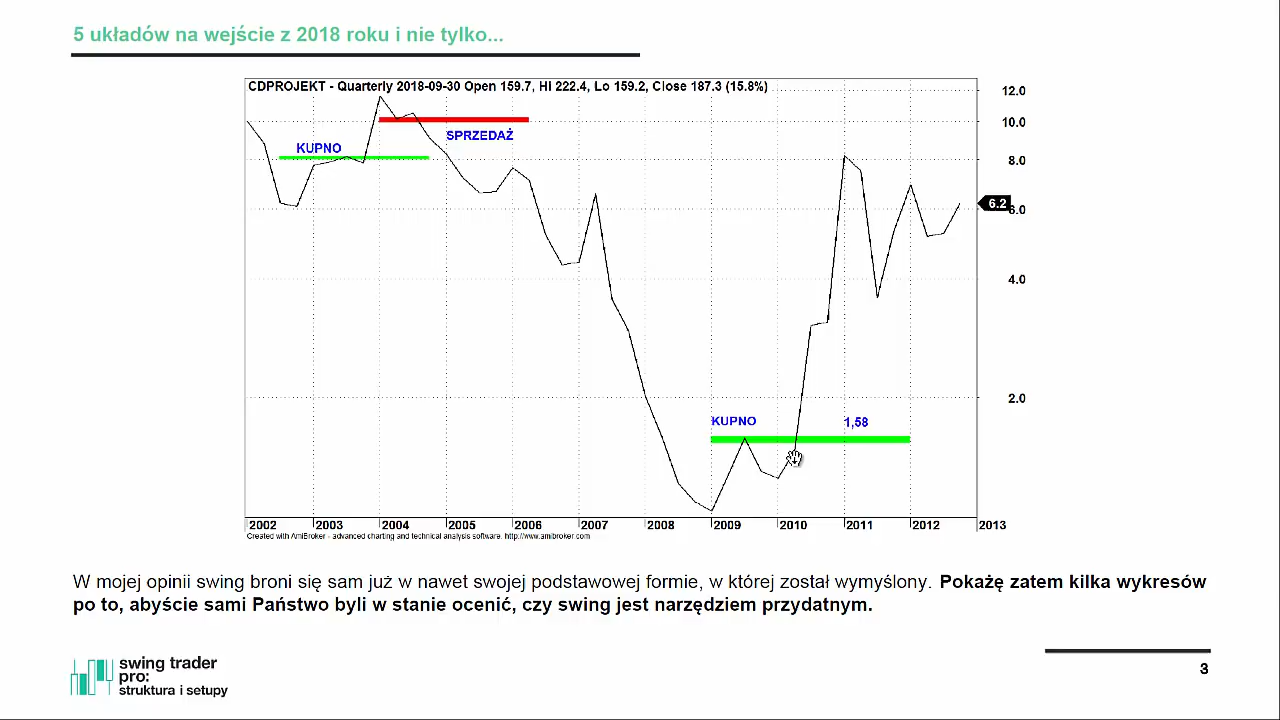 5 układów na wejście z 2018 roku i nie tylko...
CDPROJEKT - Quarterly 2018-09-30 Open 159.7, Hi 222.4, Lo 159.2, Close 187.3 (15.8%)
12.0
10.0
SPRZEDAŻ
KUPNO
8.0
6.2
6.0
4.0
2.0
KUPNO 1,58
2002 2003 2004 2005 2006 2007 2008 2009 2010 2011 2012 2013
Created with AmiBroker - advanced charting and technical analysis software. http://www.amibroker.com
W mojej opinii swing broni się sam już w nawet swojej podstawowej formie, w której został wymyślony. Pokażę zatem kilka wykresów
po to, abyście sami Państwo byli w stanie ocenić, czy swing jest narzędziem przydatnym.
swing trader
pro:
struktura i setupy
3